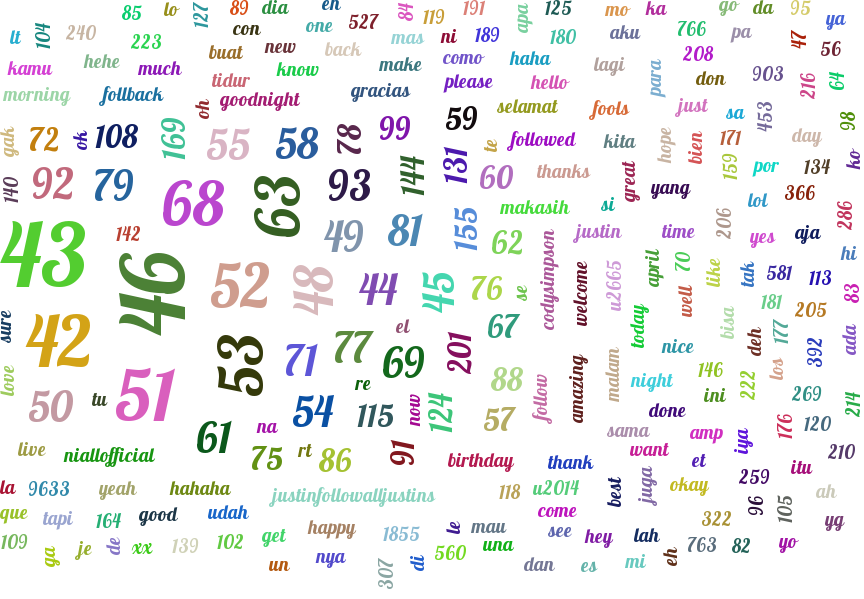 85 lo 127 89 dia en 527 84 119 191 apa 125 mo ka go da 95 ya
lt 104 240 223 con one mas ni 189 180 aku 766 pa 47 56
kamu hehe much buat new back make como haha lagi para 208 don 903 216 64
morning follback tidur know gracias please hello
oh goodnight selamat fools just sa 453 98
gak 72 ok 108 169 55 58 78 99 59 te followed kita hope bien 171 day ko
140 92 79 68 63 93 144 131 60 thanks great yang 159 por 134
makasih si lol 366 286
43 142 49 81 155 62 codysimpson justin time 206 yes aja hi
46 52 48 44 45 76 se welcome u2665 april 70 well like tak 581 113 83
sure 42 53 71 77 el 69 201 67 today nice bisa deh 181 177 205 392 ada
love 50 tu 51 re 54 115 now 124 88 57 follow amazing malam night 146 ini 222 los 269 214
61 na 91 done 176 120
live niallofficial 75 rt 86 birthday thank sama want amp et iya itu 210
la 9633 yeah hahaha justinfollowalljustins 118 u2014 best juga okay 259 96 105 ah
que tapi 164 good udah happy 1855 le mau come see hey lah 322 yg
109 ga je de xx 139 102 get un nya 307 di 560 una dan es mi eh 763 82 yo